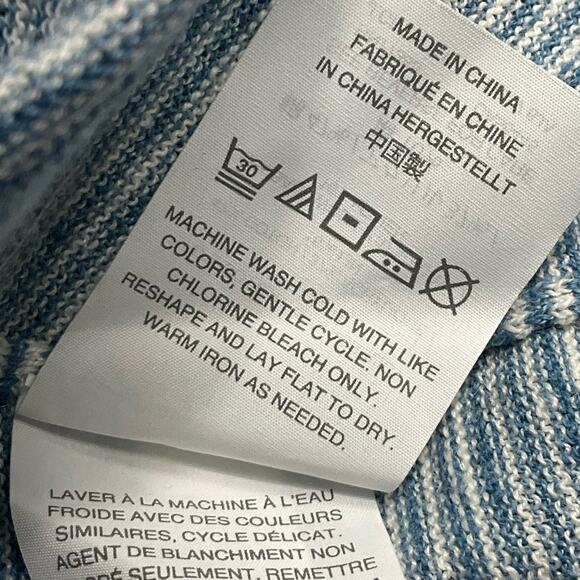 MADE IN CHINA
FABRIQUÉ EN CHINE
IN CHINA HERGESTELLT
中国製
30
MACHINE WASH COLD WITH LIKE
COLORS, GENTLE CYCLE. NON
CHLORINE BLEACH ONLY.
RESHAPE AND LAY FLAT TO DRY.
WARM IRON AS NEEDED.
LAVER À LA MACHINE À L'EAU
FROIDE AVEC DES COULEURS
SIMILAIRES, CYCLE DÉLICAT.
AGENT DE BLANCHIMENT NON
SEULEMENT, REMETTRE